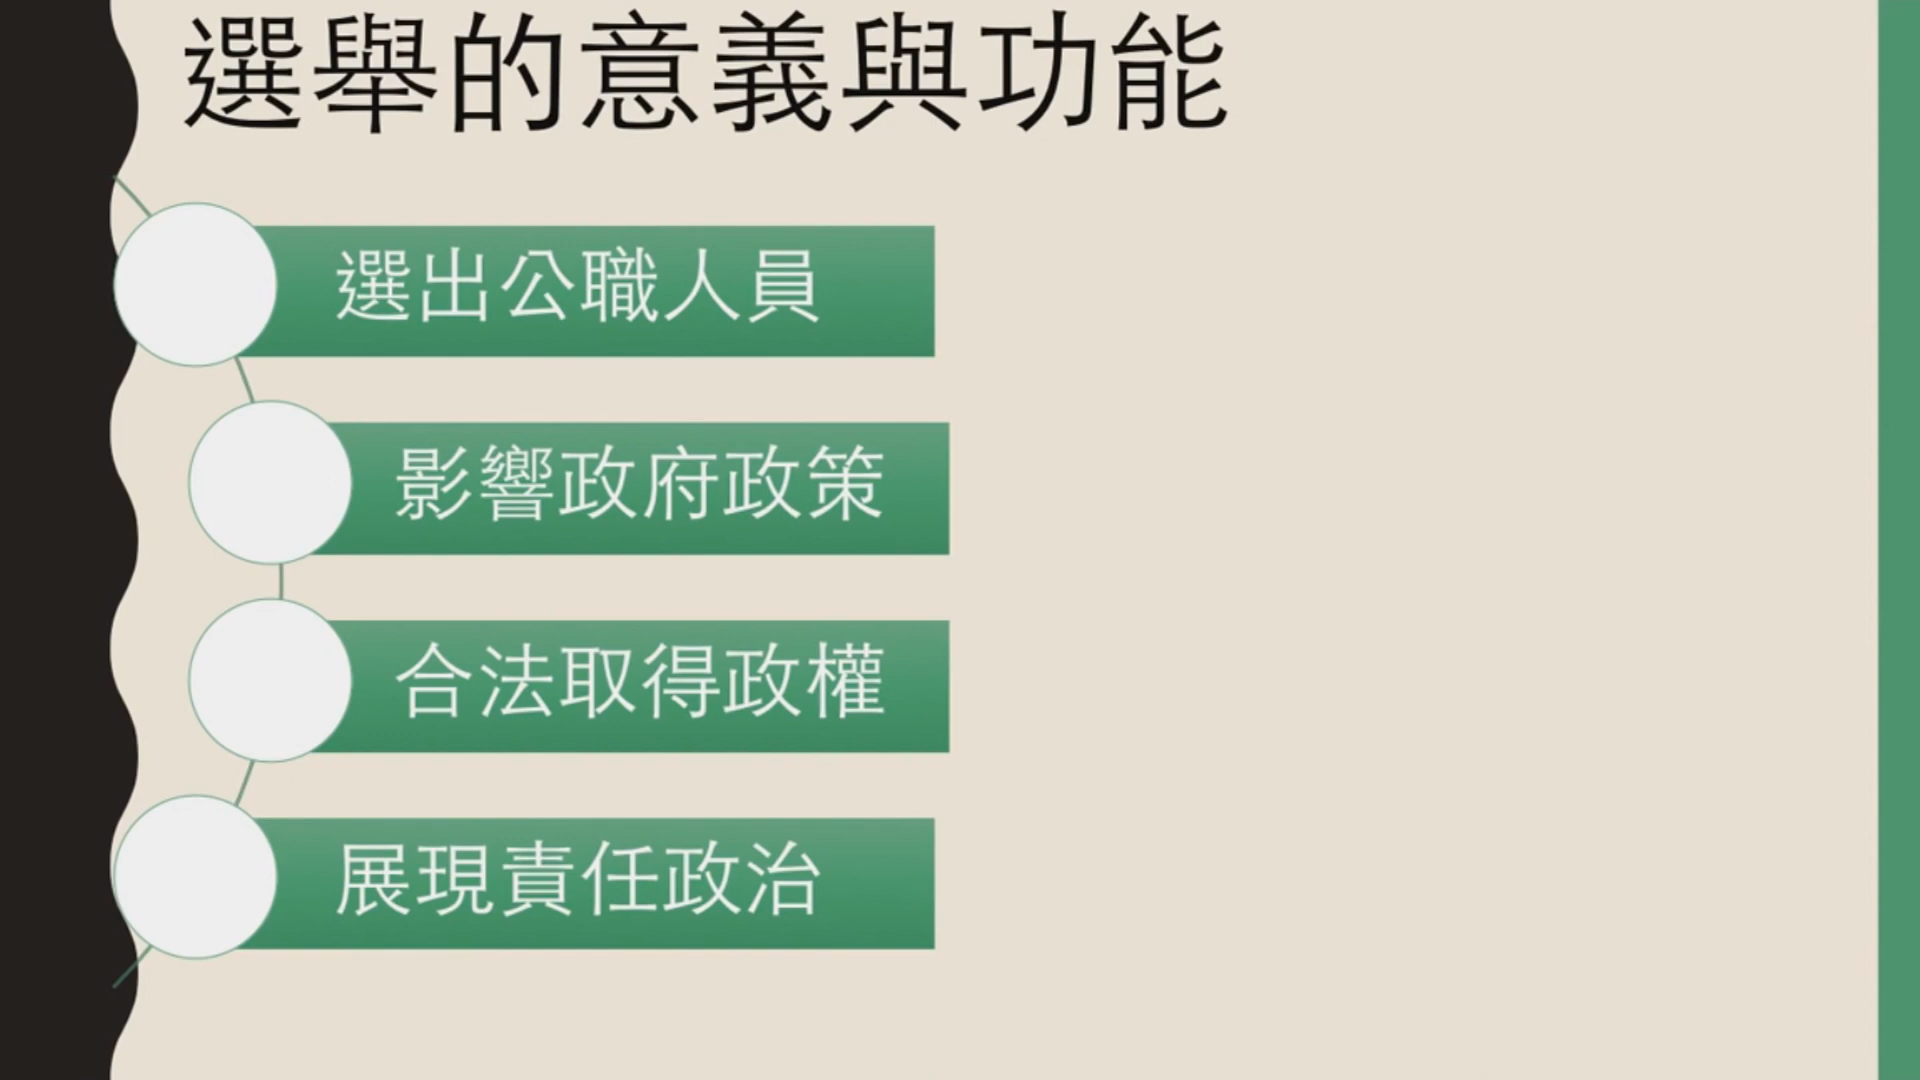 選舉的意義與功能
選出公職人員
影響政府政策
合法取得政權
展現責任政治